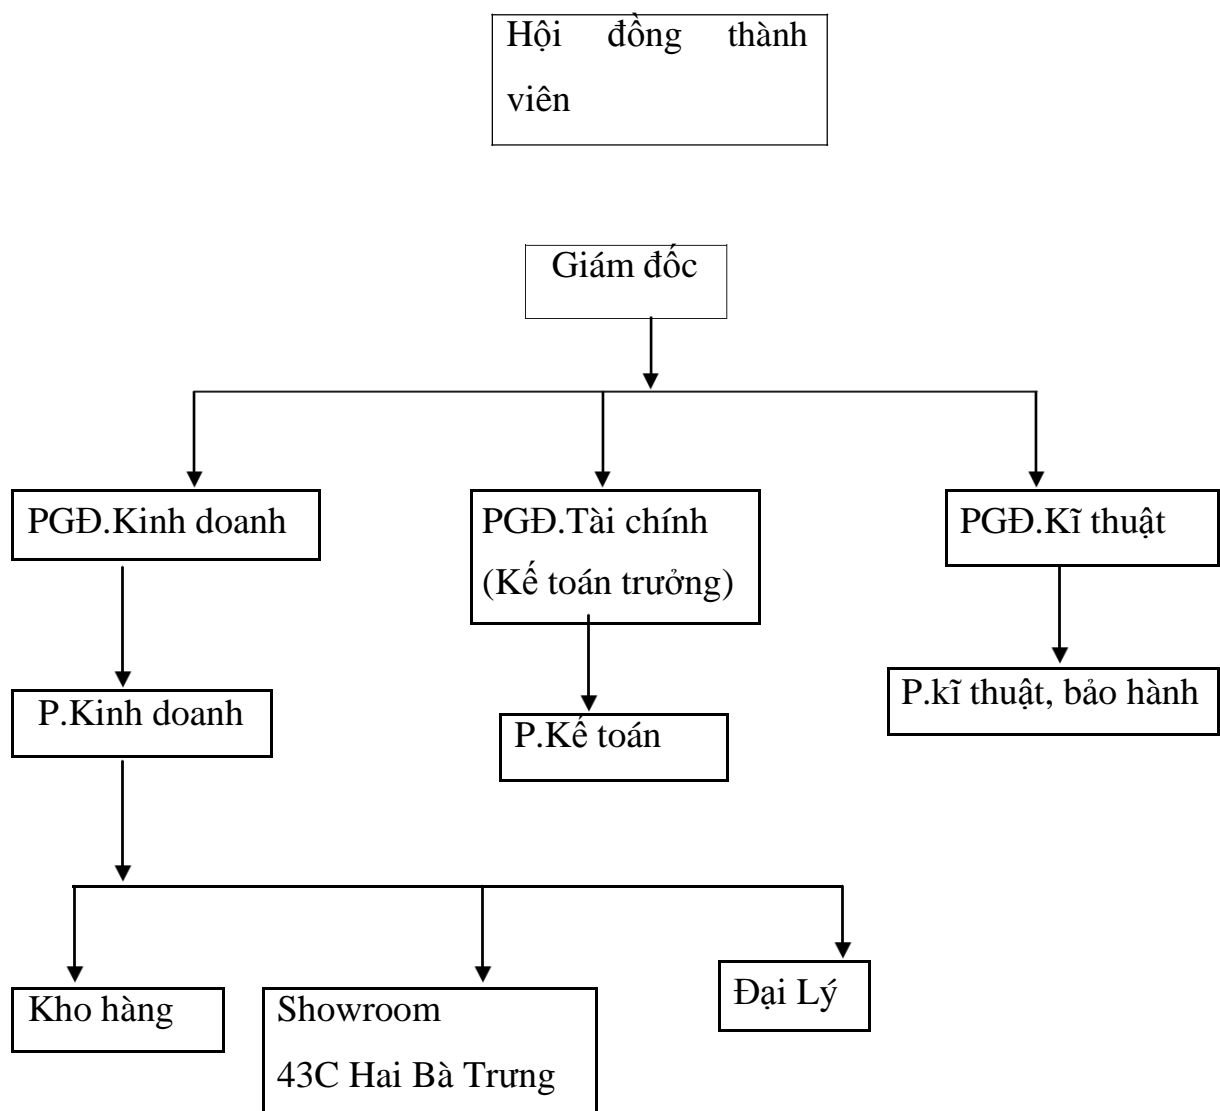 Hội đồng thành
viên
Giám đốc
PGĐ.Kinh doanh
PGĐ.Tài chính
(Kế toán trưởng)
PGĐ.Kĩ thuật
P.Kinh doanh
P.Kế toán
P.kĩ thuật, bảo hành
Kho hàng
Showroom
43C Hai Bà Trưng
Đại Lý